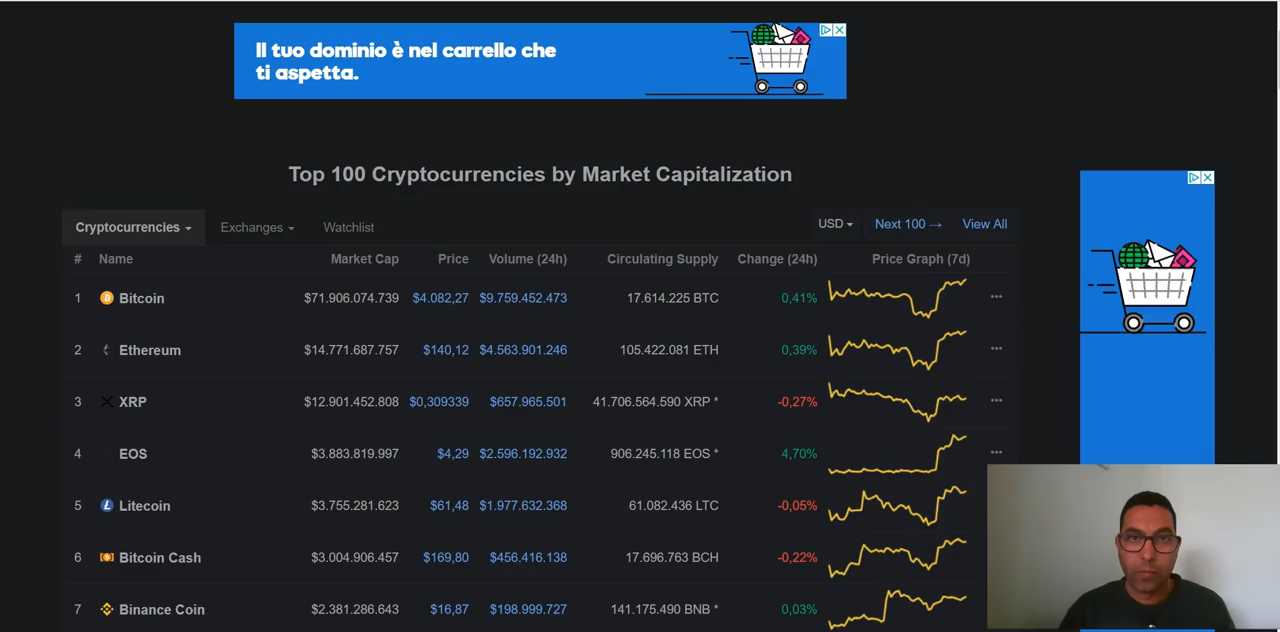 Il tuo dominio è nel carrello che
ti aspetta.
Top 100 Cryptocurrencies by Market Capitalization
Cryptocurrencies Exchanges Watchlist USD Next 100 → View All
# Name Market Cap Price Volume (24h) Circulating Supply Change (24h) Price Graph (7d)
1 Bitcoin $71.906.074.739 $4.082,27 $9.759.452.473 17.614.225 BTC 0,41%
2 Ethereum $14.771.687.757 $140,12 $4.563.901.246 105.422.081 ETH 0,39%
3 XRP $12.901.452.808 $0,309339 $657.965.501 41.706.564.590 XRP * -0,27%
4 EOS $3.883.819.997 $4,29 $2.596.192.932 906.245.118 EOS * 4,70%
5 Litecoin $3.755.281.623 $61,48 $1.977.632.368 61.082.436 LTC -0,05%
6 Bitcoin Cash $3.004.906.457 $169,80 $456.416.138 17.696.763 BCH -0,22%
7 Binance Coin $2.381.286.643 $16,87 $198.999.727 141.175.490 BNB * 0,03%